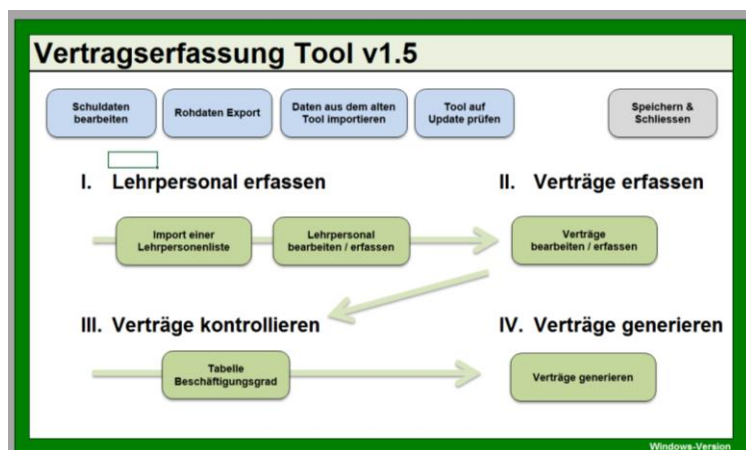 Vertragserfassung Tool v1.5
Schuldaten
bearbeiten
Rohdaten Export
Daten aus dem alten
Tool importieren
Tool auf
Update prüfen
Speichern &
Schliessen
I. Lehrpersonal erfassen
II. Verträge erfassen
Import einer
Lehrpersonenliste
Lehrpersonal
bearbeiten / erfassen
Verträge
bearbeiten / erfassen
III. Verträge kontrollieren
IV. Verträge generieren
Tabelle
Beschäftigungsgrad
Verträge generieren
Windows-Version